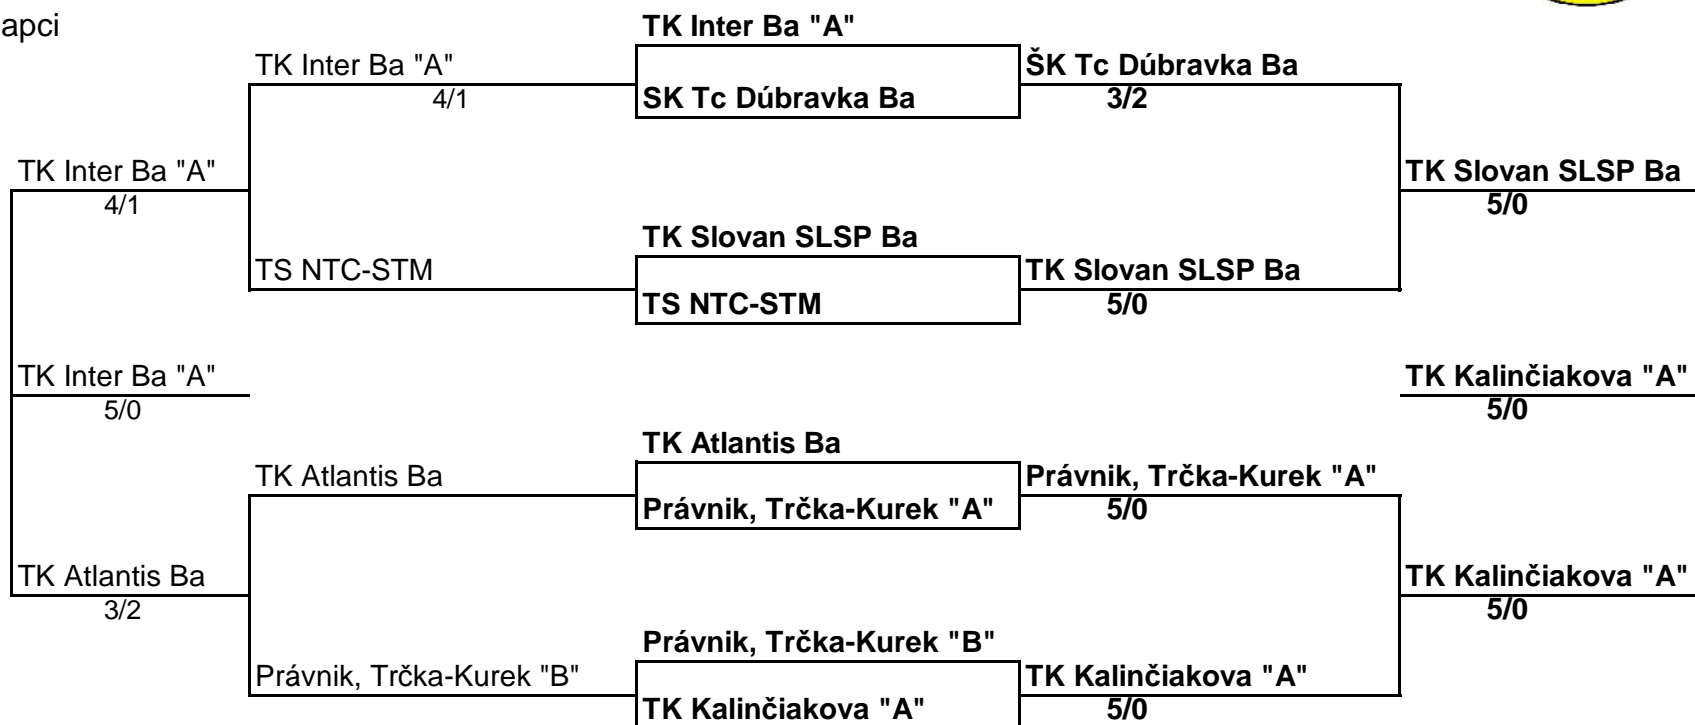 apci
TK Inter Ba "A"
TK Inter Ba "A"
ŠK Tc Dúbravka Ba
4/1
SK Tc Dúbravka Ba
3/2
TK Inter Ba "A"
TK Slovan SLSP Ba
4/1
5/0
TK Slovan SLSP Ba
TS NTC-STM
TK Slovan SLSP Ba
TS NTC-STM
5/0
TK Inter Ba "A"
TK Kalinčiakova "A"
5/0
5/0
TK Atlantis Ba
TK Atlantis Ba
Právnik, Trčka-Kurek "A"
Právnik, Trčka-Kurek "A"
5/0
TK Atlantis Ba
TK Kalinčiakova "A"
3/2
5/0
Právnik, Trčka-Kurek "B"
Právnik, Trčka-Kurek "B"
TK Kalinčiakova "A"
TK Kalinčiakova "A"
5/0